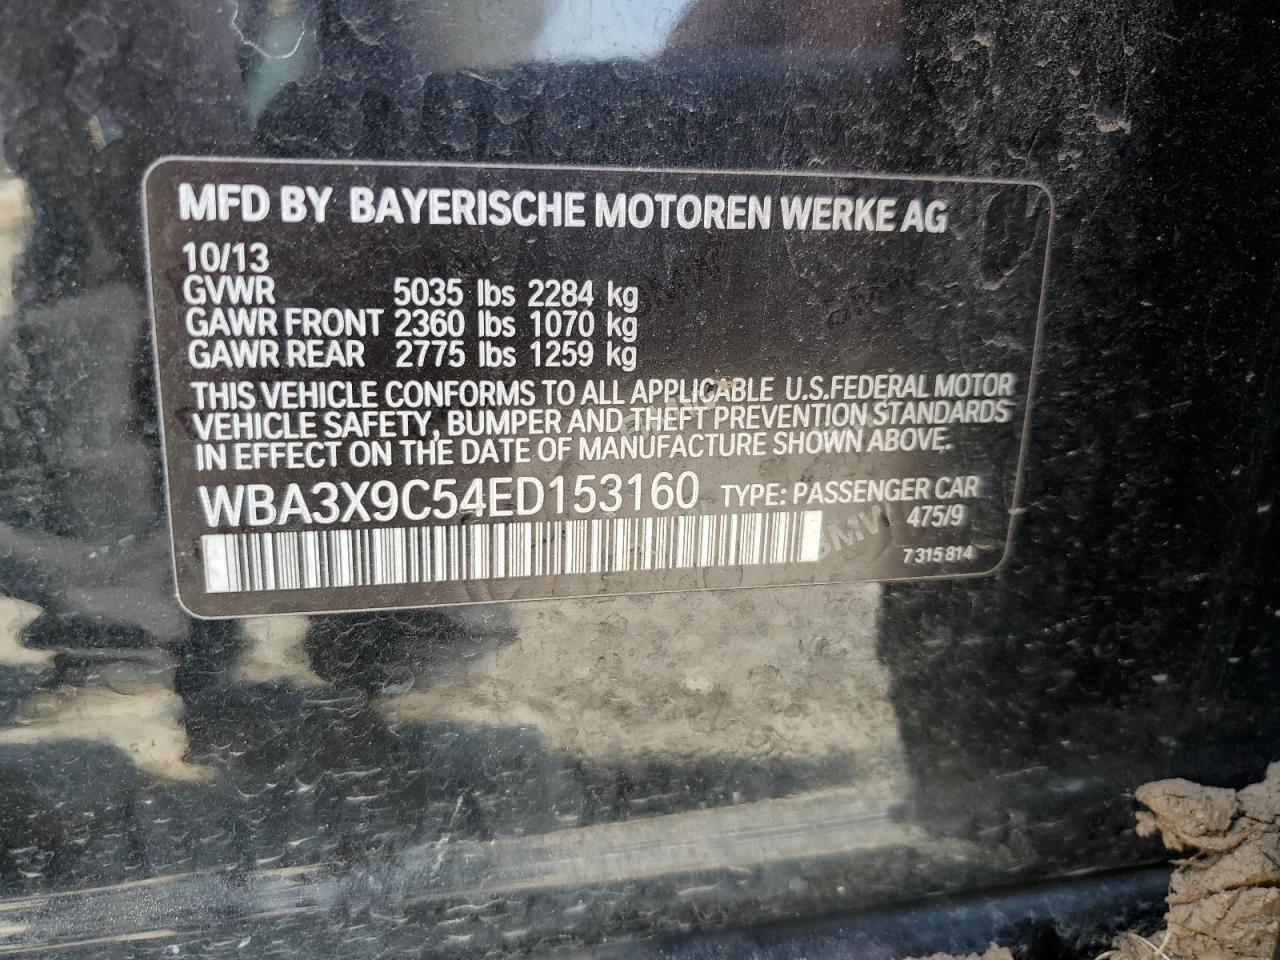 MFD BY BAYERISCHE MOTOREN WERKE AG
10/13
GVWR 5035 lbs 2284 kg
GAWR FRONT 2360 lbs 1070 kg
GAWR REAR 2775 lbs 1259 kg
THIS VEHICLE CONFORMS TO ALL APPLICABLE U.S.FEDERAL MOTOR
VEHICLE SAFETY, BUMPER AND THEFT PREVENTION STANDARDS
IN EFFECT ON THE DATE OF MANUFACTURE SHOWN ABOVE.
WBA3X9C54ED153160 TYPE: PASSENGER CAR
475/9
7 315 814
BMW